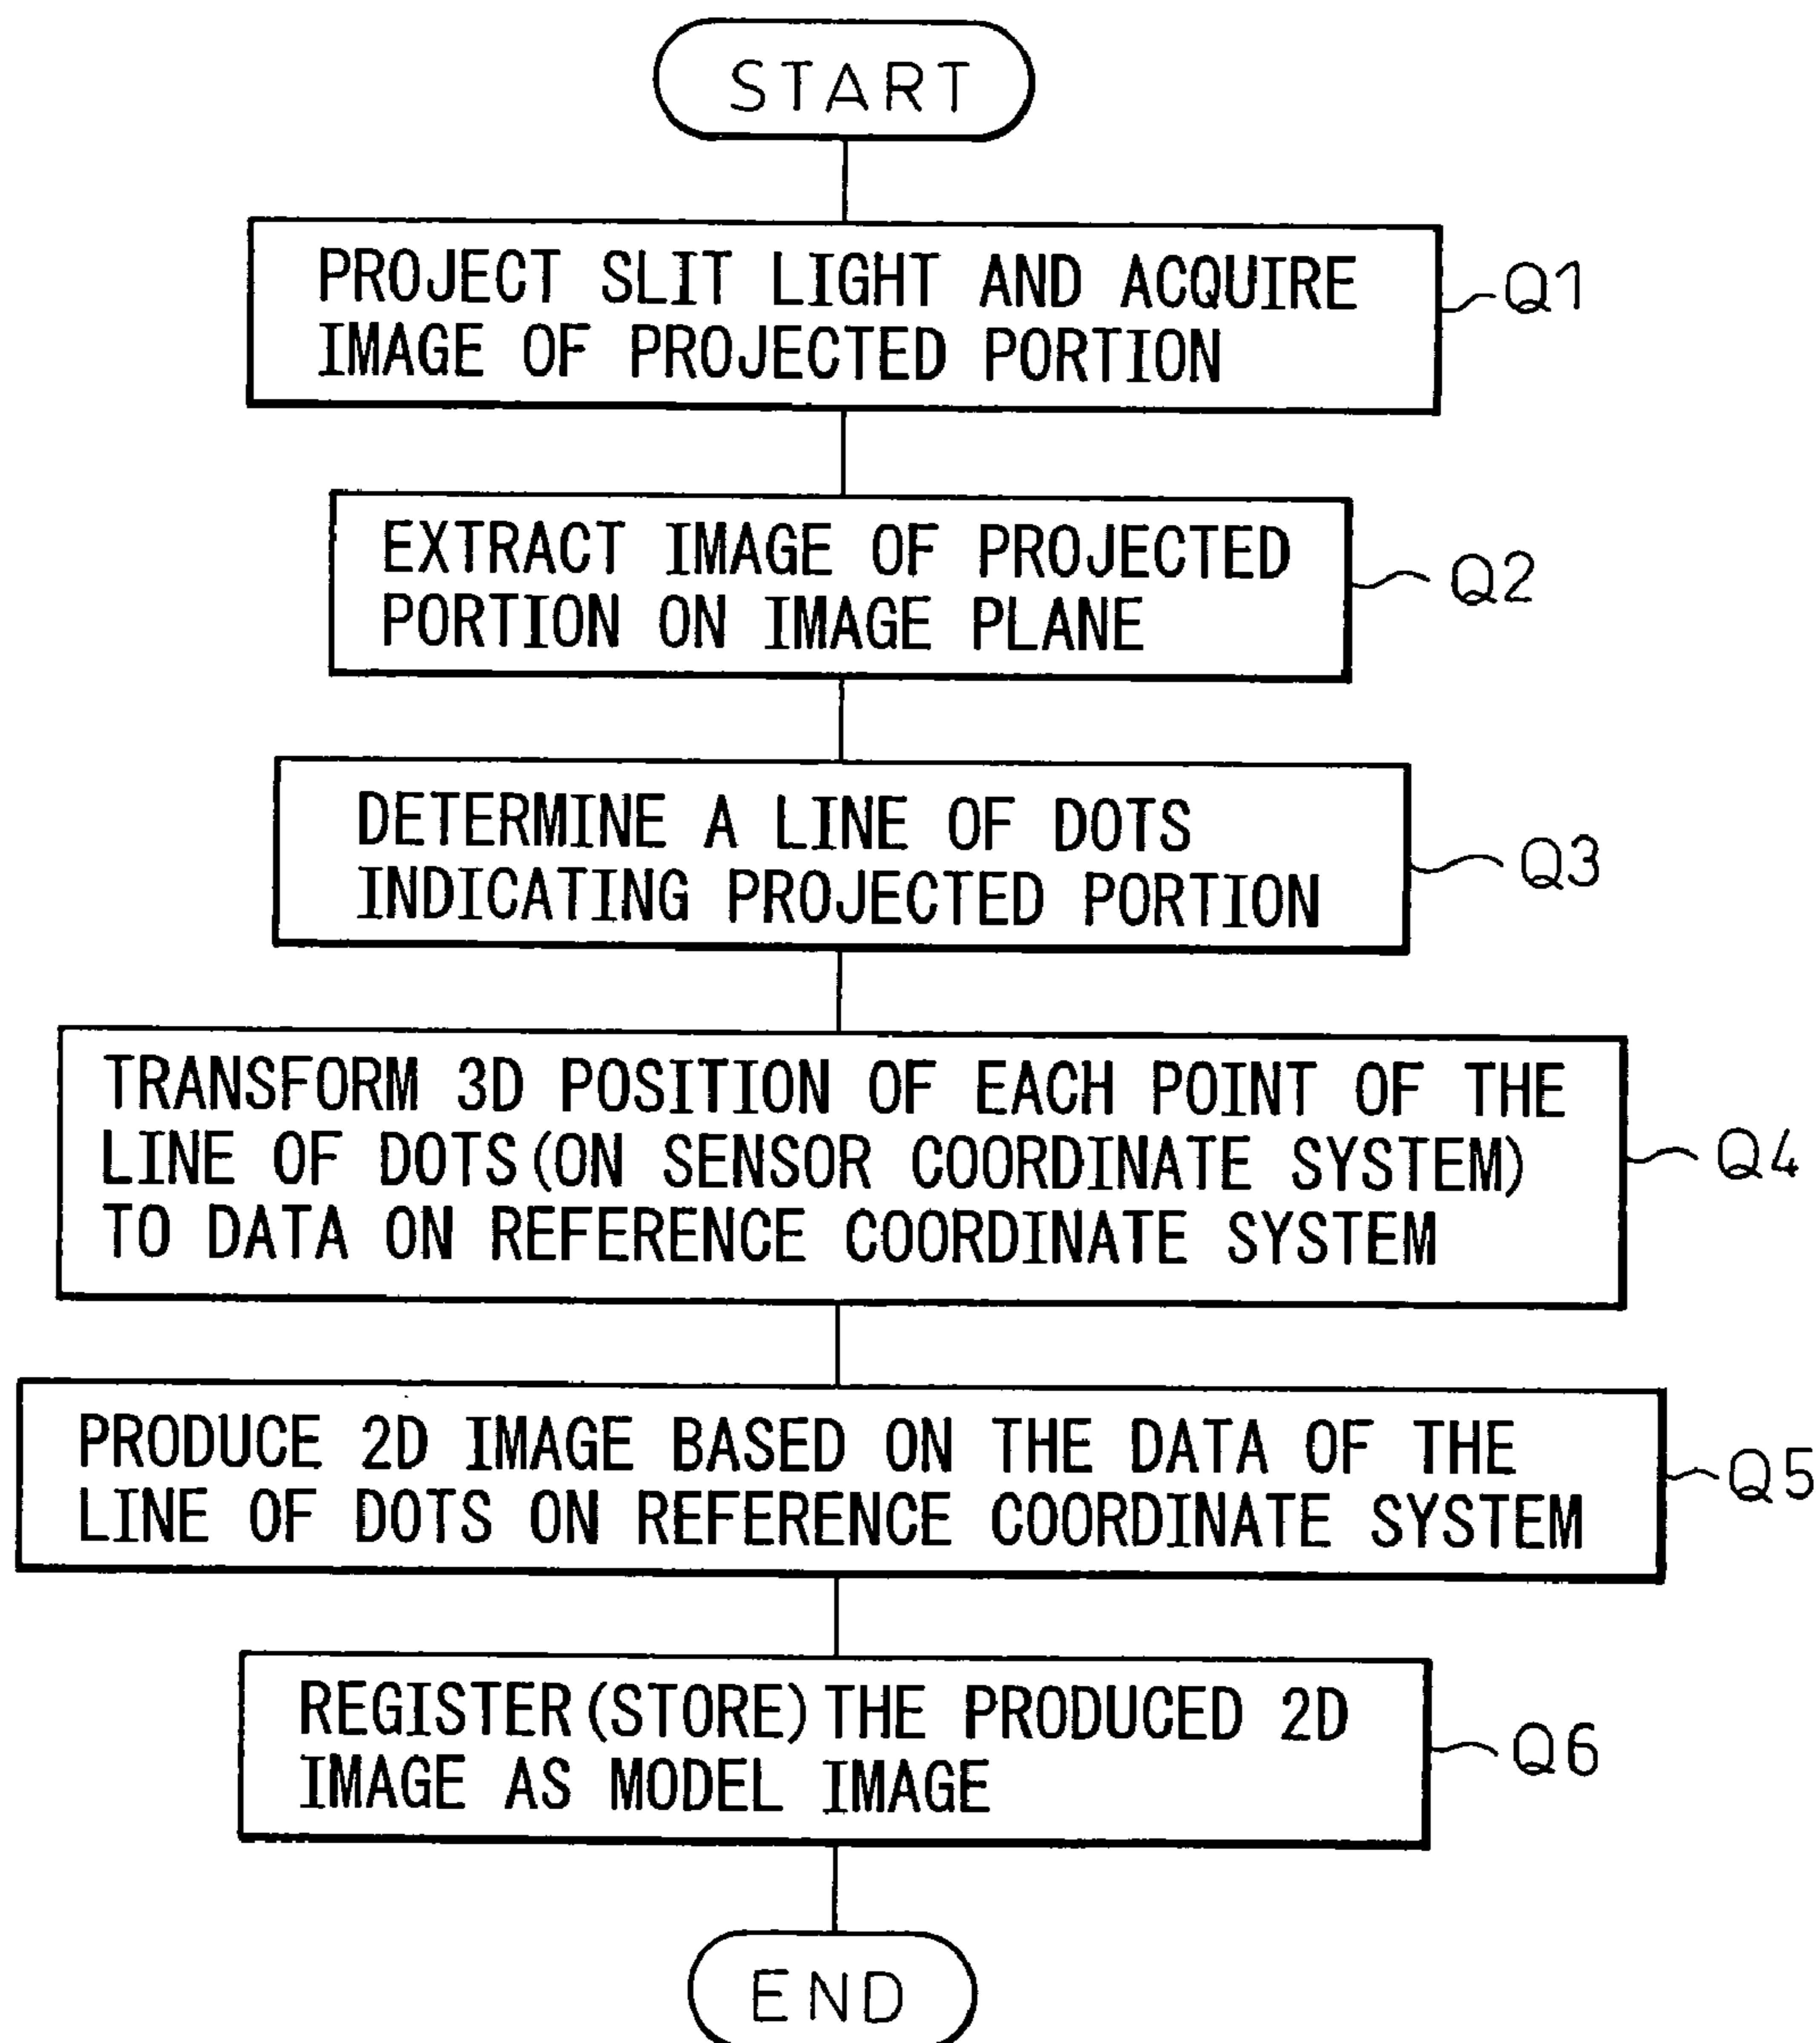 START
PROJECT SLIT LIGHT AND ACQUIRE
IMAGE OF PROJECTED PORTION
Q1
EXTRACT IMAGE OF PROJECTED
PORTION ON IMAGE PLANE
Q2
DETERMINE A LINE OF DOTS
INDICATING PROJECTED PORTION
Q3
TRANSFORM 3D POSITION OF EACH POINT OF THE
LINE OF DOTS(ON SENSOR COORDINATE SYSTEM)
TO DATA ON REFERENCE COORDINATE SYSTEM
Q4
PRODUCE 2D IMAGE BASED ON THE DATA OF THE
LINE OF DOTS ON REFERENCE COORDINATE SYSTEM
Q5
REGISTER(STORE)THE PRODUCED 2D
IMAGE AS MODEL IMAGE
Q6
END